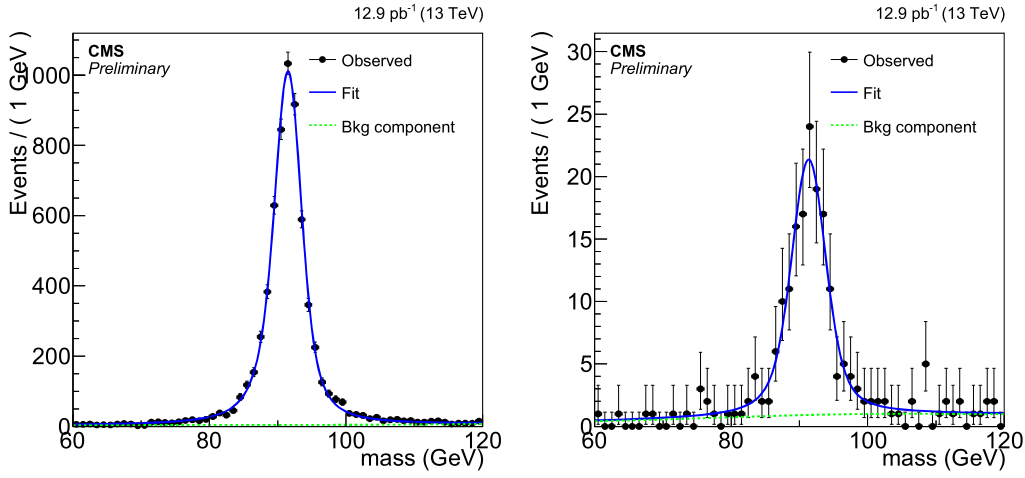 12.9 pb⁻¹ (13 TeV)
CMS
Preliminary
Observed
Fit
Bkg component
Events / ( 1 GeV )
1000
800
600
400
200
0
60 80 100 120
mass (GeV)
12.9 pb⁻¹ (13 TeV)
CMS
Preliminary
Observed
Fit
Bkg component
Events / ( 1 GeV )
30
25
20
15
10
5
0
60 80 100 120
mass (GeV)